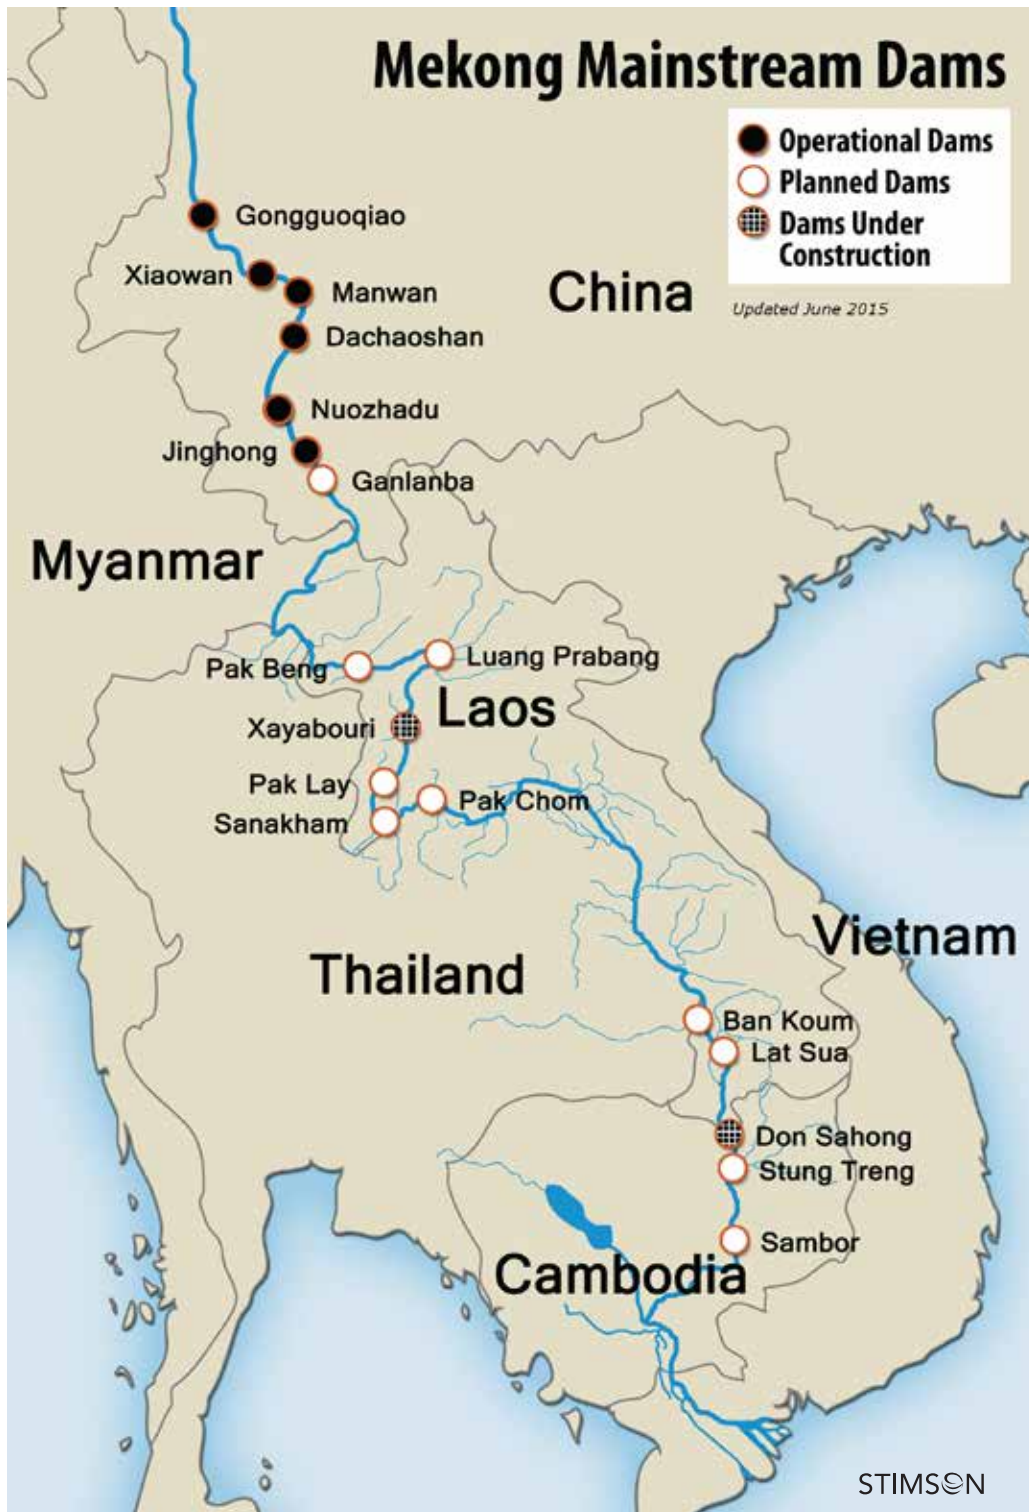 Mekong Mainstream Dams
Operational Dams
Planned Dams
Dams Under
Construction
Updated June 2015
Gongguoqiao
Xiaowan
Manwan
China
Dachaoshan
Nuozhadu
Jinghong
Ganlanba
Myanmar
Pak Beng
Luang Prabang
Laos
Xayabouri
Pak Lay
Pak Chom
Sanakham
Vietnam
Thailand
Ban Koum
Lat Sua
Don Sahong
Stung Treng
Sambor
Cambodia
STIMSON